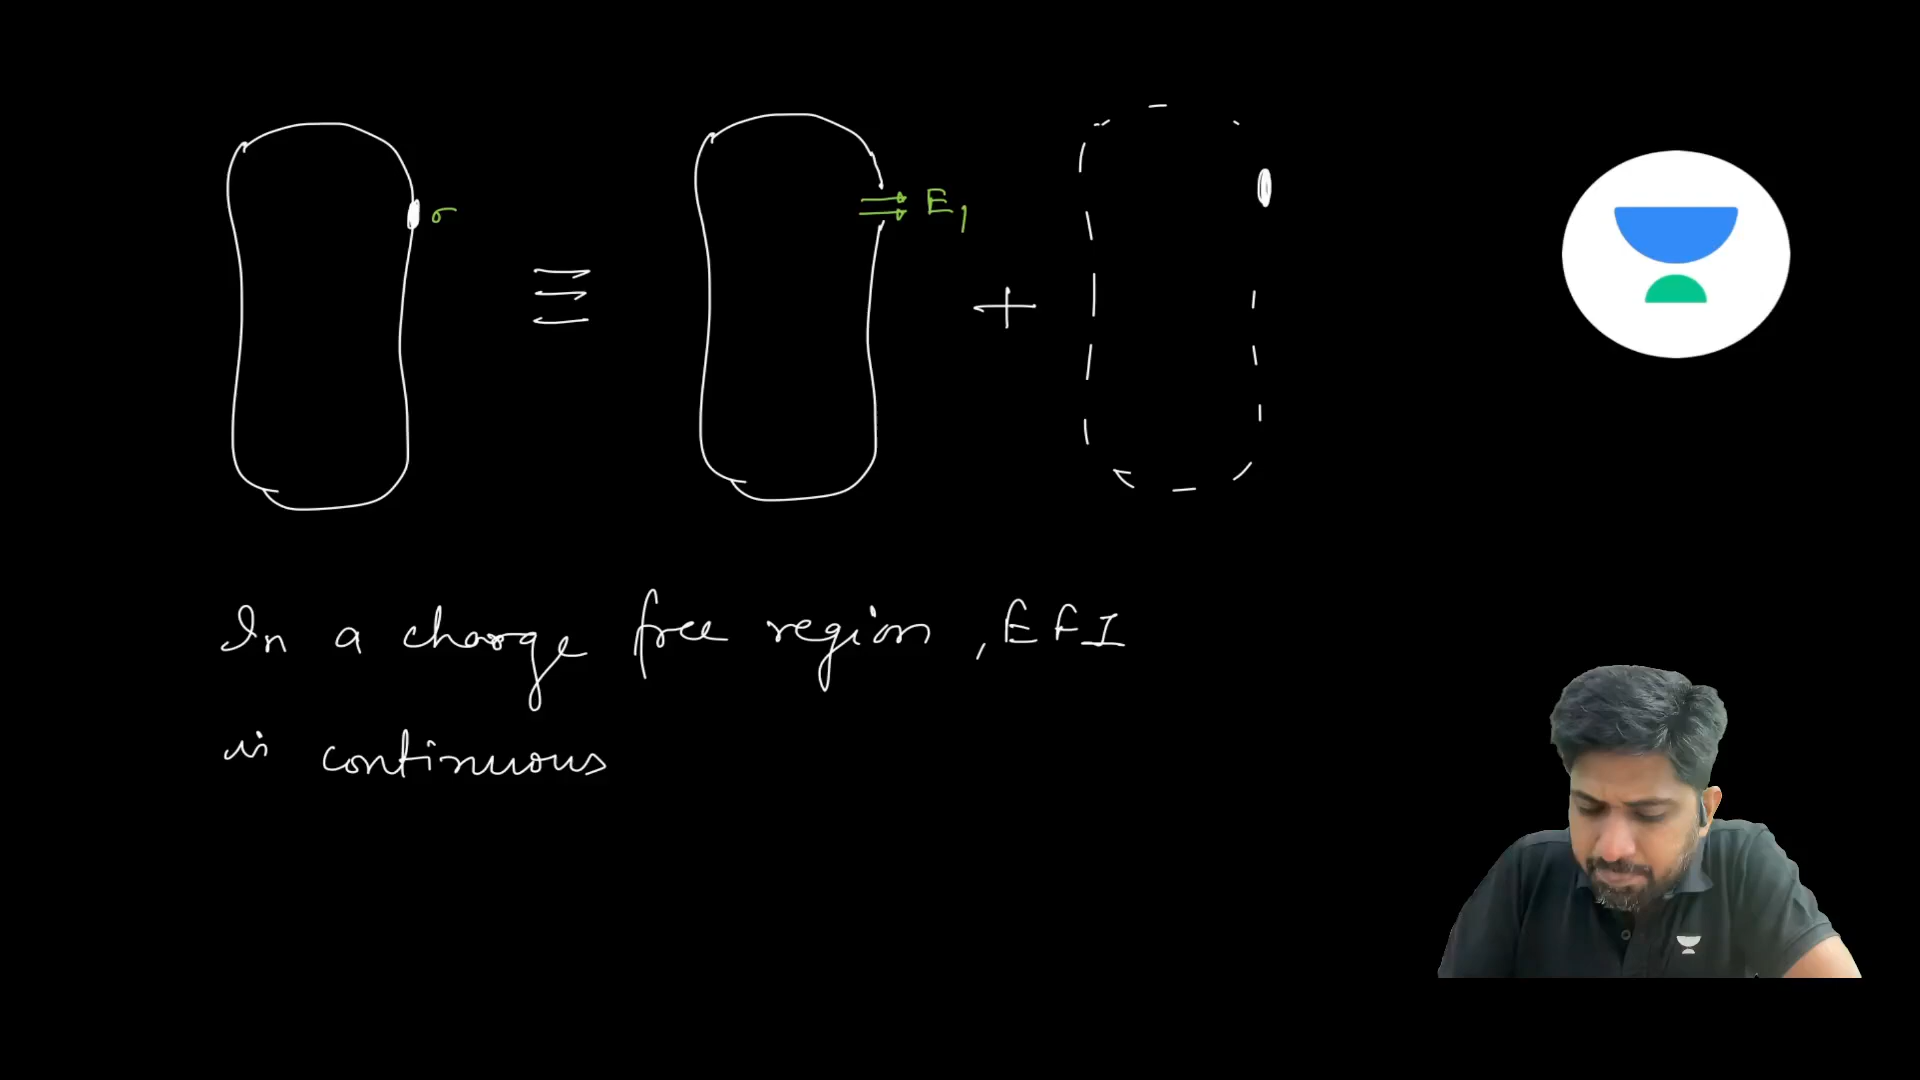 σ
E1
In a charge free region, EFI
is continuous